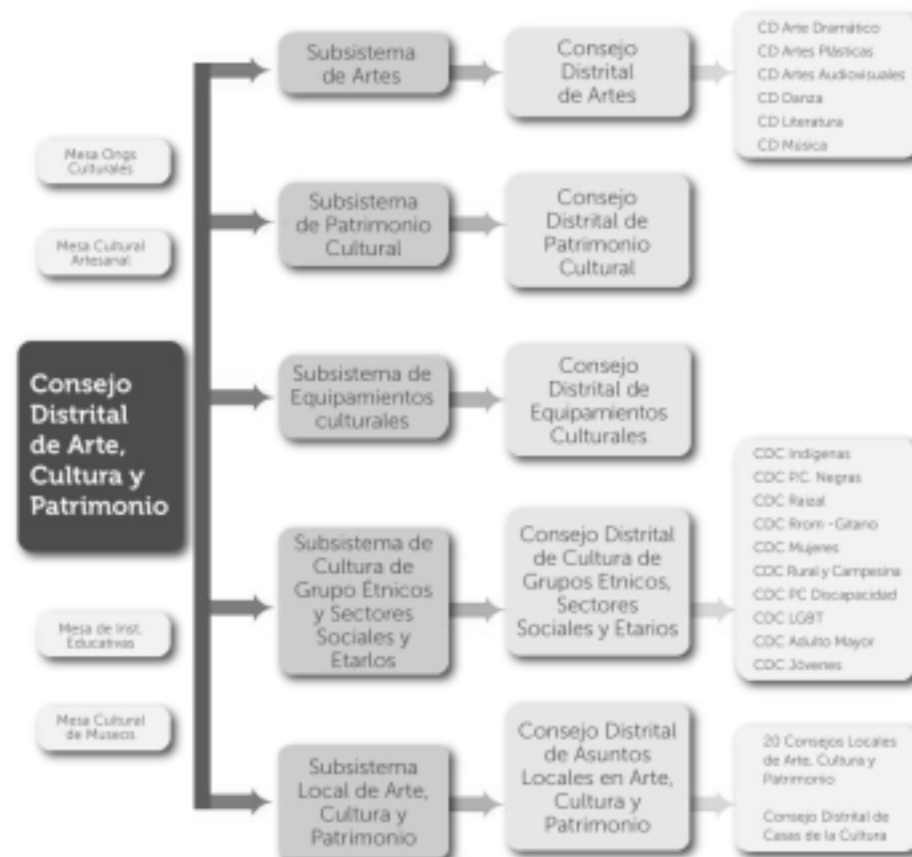 Subsistema
de Artes
Consejo
Distrital
de Artes
CD Arte Dramático
CD Artes Plásticas
CD Artes Audiovisuales
CD Danza
CD Literatura
CD Música
Mesa Ongs
Culturales
Mesa Cultural
Artesanal
Subsistema
de Patrimonio
Cultural
Consejo
Distrital de
Patrimonio
Cultural
Consejo
Distrital
de Arte,
Cultura y
Patrimonio
Subsistema de
Equipamientos
culturales
Consejo
Distrital de
Equipamientos
Culturales
Mesa de Inst.
Educativas
Mesa Cultural
de Museos
Subsistema de
Cultura de
Grupo Étnicos
y Sectores
Sociales y
Etarlos
Consejo Distrital
de Cultura de
Grupos Etnicos,
Sectores
Sociales y Etarios
CDC Indígenas
CDC P.C. Negras
CDC Raizal
CDC Rrom -Gitano
CDC Mujeres
CDC Rural y Campesina
CDC PC Discapacidad
CDC LGBT
CDC Adulto Mayor
CDC Jóvenes
Subsistema
Local de Arte,
Cultura y
Patrimonio
Consejo Distrital
de Asuntos
Locales en Arte,
Cultura y
Patrimonio
20 Consejos Locales
de Arte, Cultura y
Patrimonio
Consejo Distrital de
Casas de la Cultura